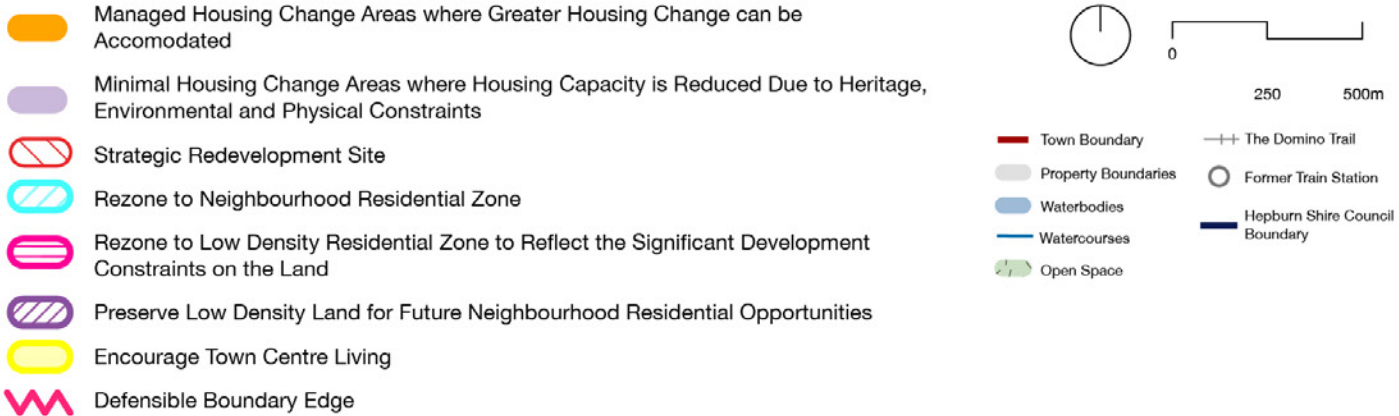 Managed Housing Change Areas where Greater Housing Change can be
Accomodated
Minimal Housing Change Areas where Housing Capacity is Reduced Due to Heritage,
Environmental and Physical Constraints
Strategic Redevelopment Site
Rezone to Neighbourhood Residential Zone
Rezone to Low Density Residential Zone to Reflect the Significant Development
Constraints on the Land
Preserve Low Density Land for Future Neighbourhood Residential Opportunities
Encourage Town Centre Living
Defensible Boundary Edge
0
250 500m
Town Boundary
Property Boundaries
Waterbodies
Watercourses
Open Space
The Domino Trail
Former Train Station
Hepburn Shire Council
Boundary